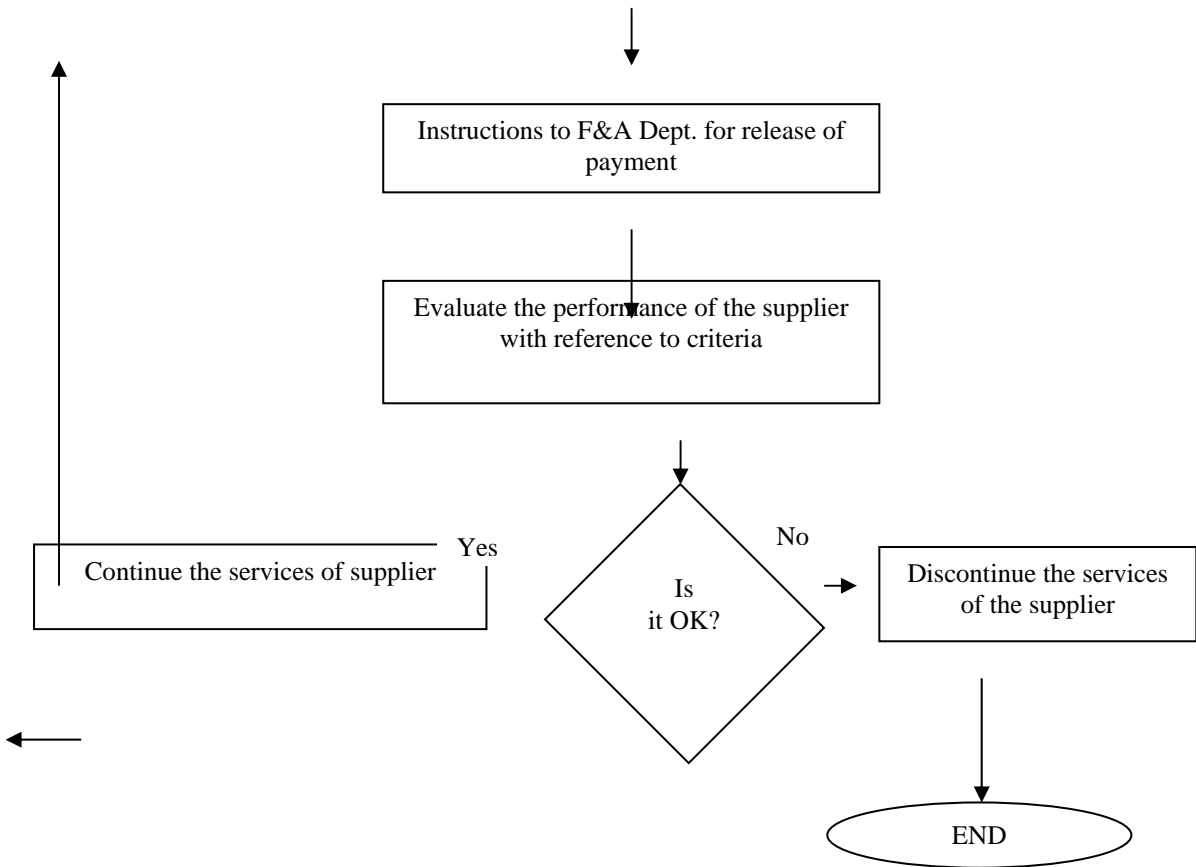 Instructions to F&A Dept. for release of
payment
Evaluate the performance of the supplier
with reference to criteria
No
Yes
Continue the services of supplier
Is
it OK?
Discontinue the services
of the supplier
END